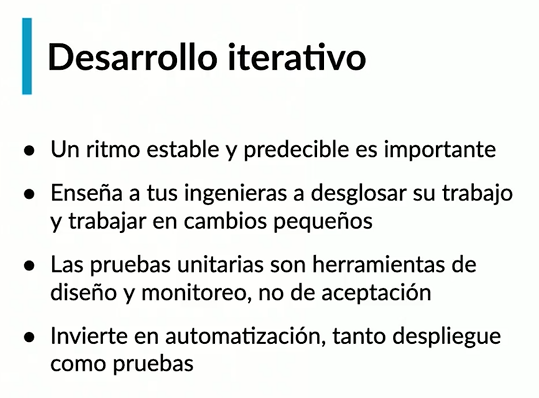 Desarrollo iterativo
● Un ritmo estable y predecible es importante
● Enseña a tus ingenieras a desglosar su trabajo
y trabajar en cambios pequeños
● Las pruebas unitarias son herramientas de
diseño y monitoreo, no de aceptación
● Invierte en automatización, tanto despliegue
como pruebas